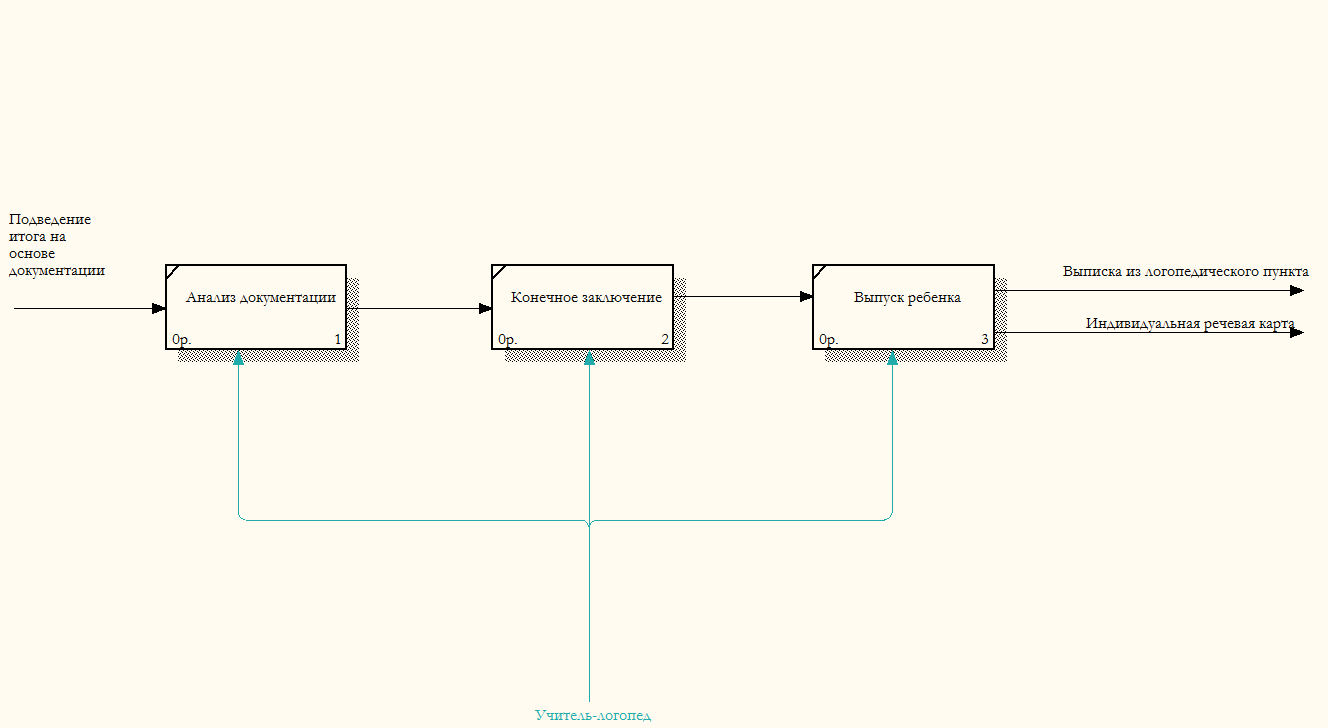 Подведение
итога на
основе
документации
Анализ документации
0р. 1
Конечное заключение
0р. 2
Выпуск ребенка
0р. 3
Выписка из логопедического пункта
Индивидуальная речевая карта
Учитель-логопед